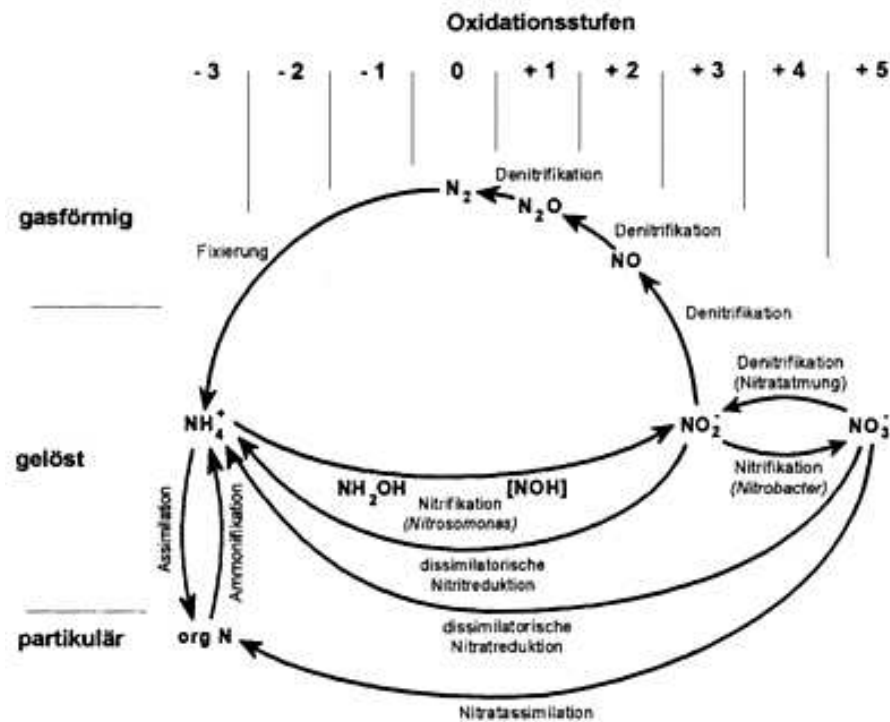 Oxidationsstufen
- 3 - 2 - 1 0 + 1 + 2 + 3 + 4 + 5
Denitrifikation
N₂
N₂O
gasförmig
Denitrifikation
Fixierung
NO
Denitrifikation
Denitrifikation
(Nitratatmung)
NH₄⁺
NO₂⁻
NO₃⁻
gelöst
NH₂OH
[NOH]
Nitrifikation
(Nitrobacter)
Nitrifikation
(Nitrosomonas)
Assimilation
Ammonifikation
dissimilatorische
Nitritreduktion
partikulär
org N
dissimilatorische
Nitratreduktion
Nitratassimilation